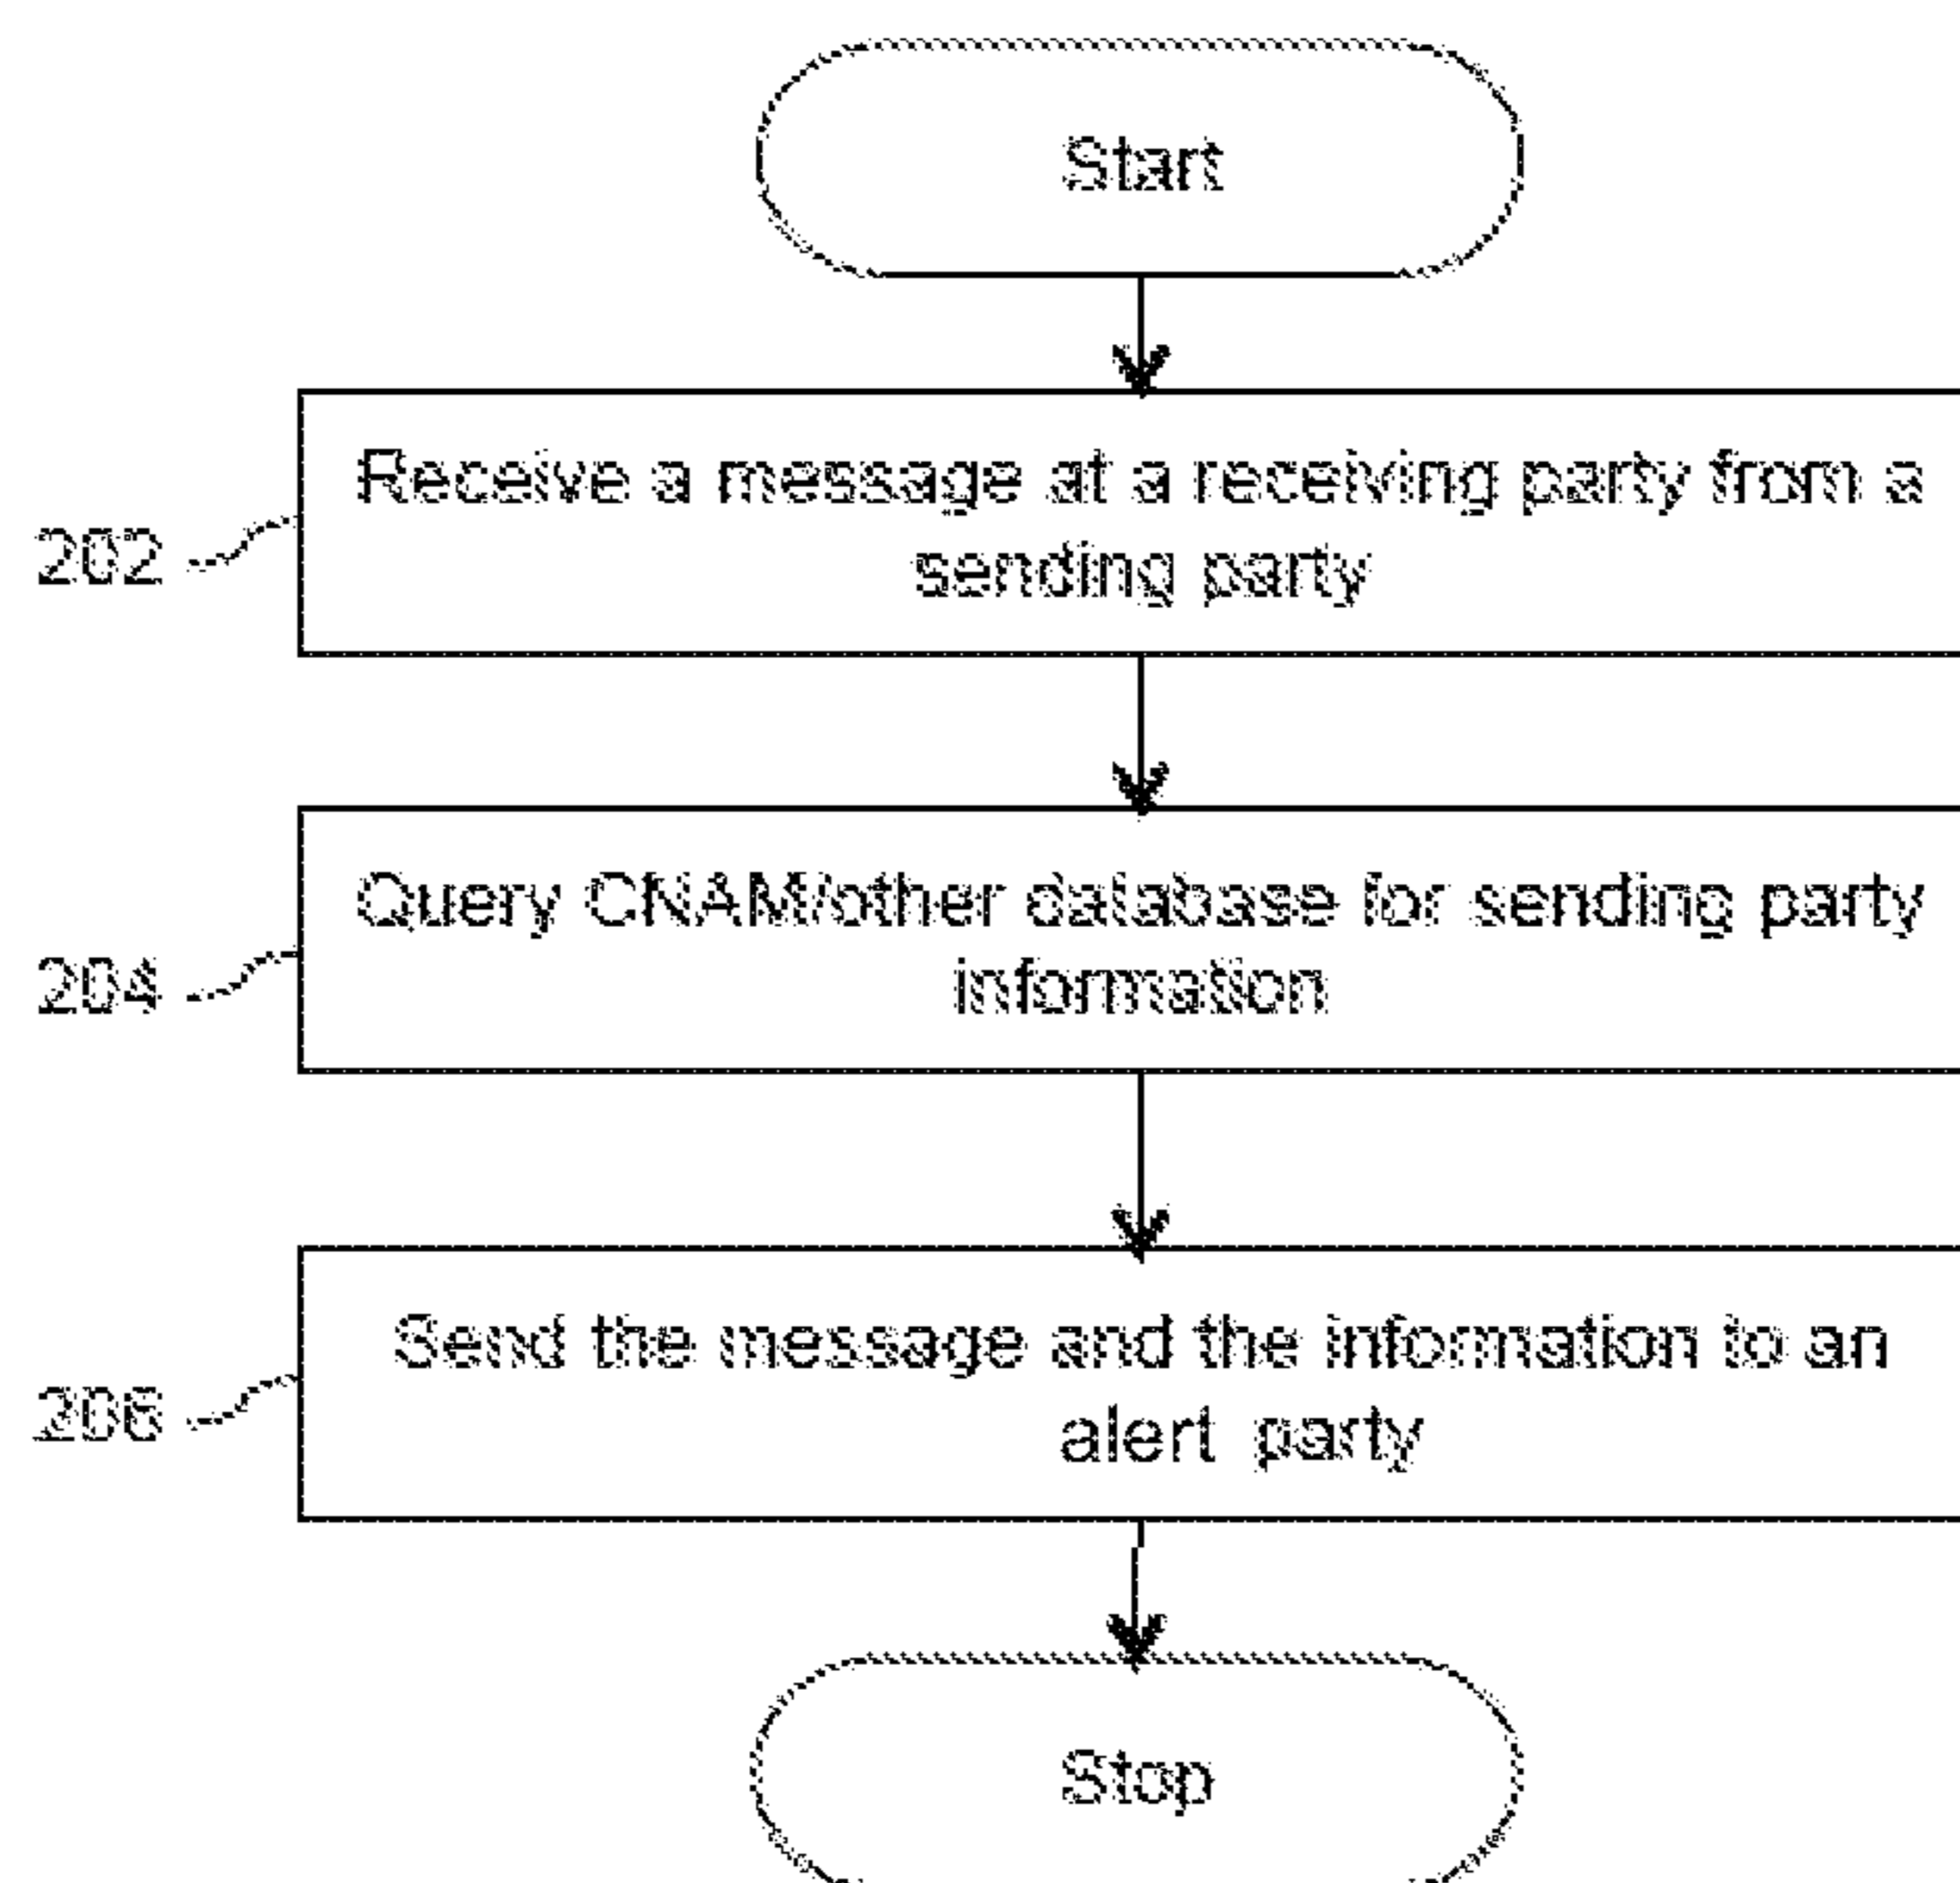 Start
Receive a message at a receiving party from a
sending party
202
Query CNAM/other database for sending party
information
204
Send the message and the information to an
alert party
206
Stop